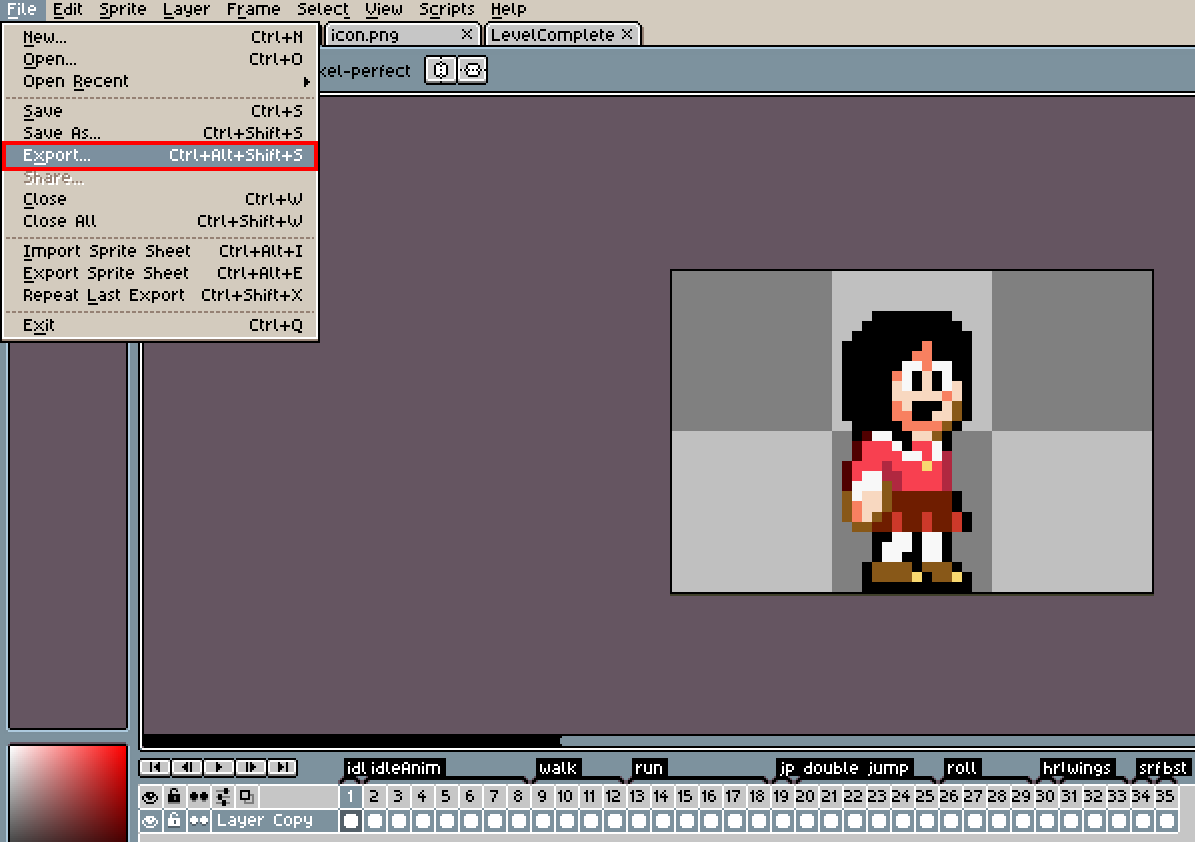 File Edit Sprite Layer Frame Select View Scripts Help
icon.png LevelComplete
New... Ctrl+N
Open... Ctrl+O
Open Recent
xel-perfect
Save Ctrl+S
Save As... Ctrl+Shift+S
Export... Ctrl+Alt+Shift+S
Share...
Close Ctrl+W
Close All Ctrl+Shift+W
Import Sprite Sheet Ctrl+Alt+I
Export Sprite Sheet Ctrl+Alt+E
Repeat Last Export Ctrl+Shift+X
Exit Ctrl+Q
idl idleAnim walk run jp double jump roll hrlwings srfbst
1 2 3 4 5 6 7 8 9 10 11 12 13 14 15 16 17 18 19 20 21 22 23 24 25 26 27 28 29 30 31 32 33 34 35
Layer Copy